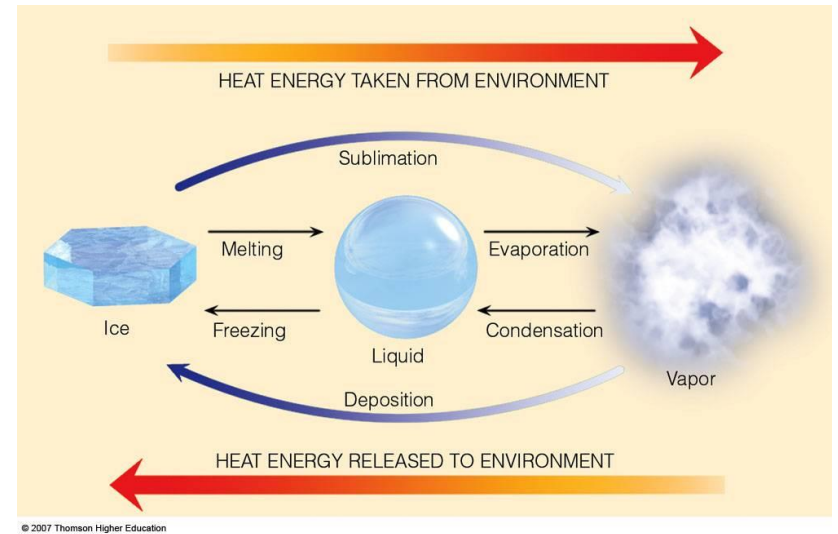 HEAT ENERGY TAKEN FROM ENVIRONMENT
Sublimation
Melting
Evaporation
Ice
Freezing
Condensation
Liquid
Vapor
Deposition
HEAT ENERGY RELEASED TO ENVIRONMENT
© 2007 Thomson Higher Education